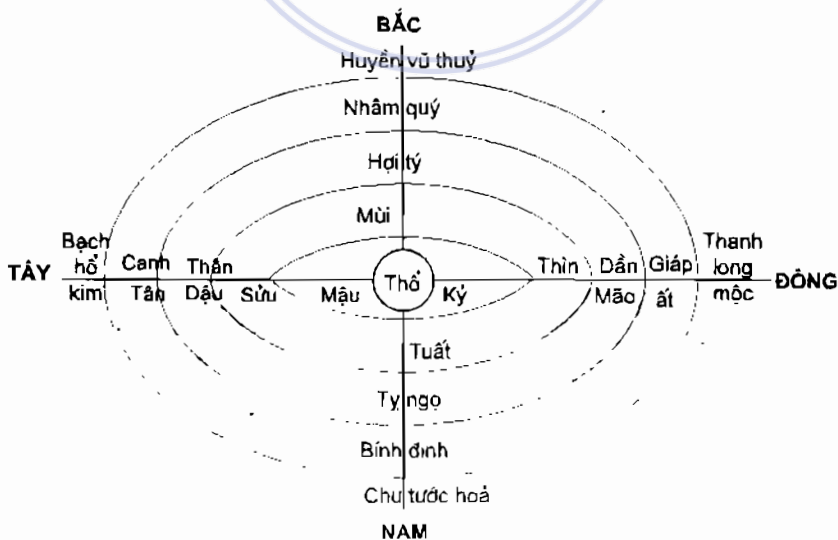 BẮC
Huyền vũ thuỷ
Nhâm quý
Hợi tý
Mùi
Bạch hổ kim
TÂY
Canh Tân
Thân Dậu
Sửu
Mậu
Thổ
Kỷ
Thìn
Dần Mão
Giáp ất
Thanh long mộc
ĐÔNG
Tuất
Tỵ ngọ
Bính định
Chu tước hoả
NAM